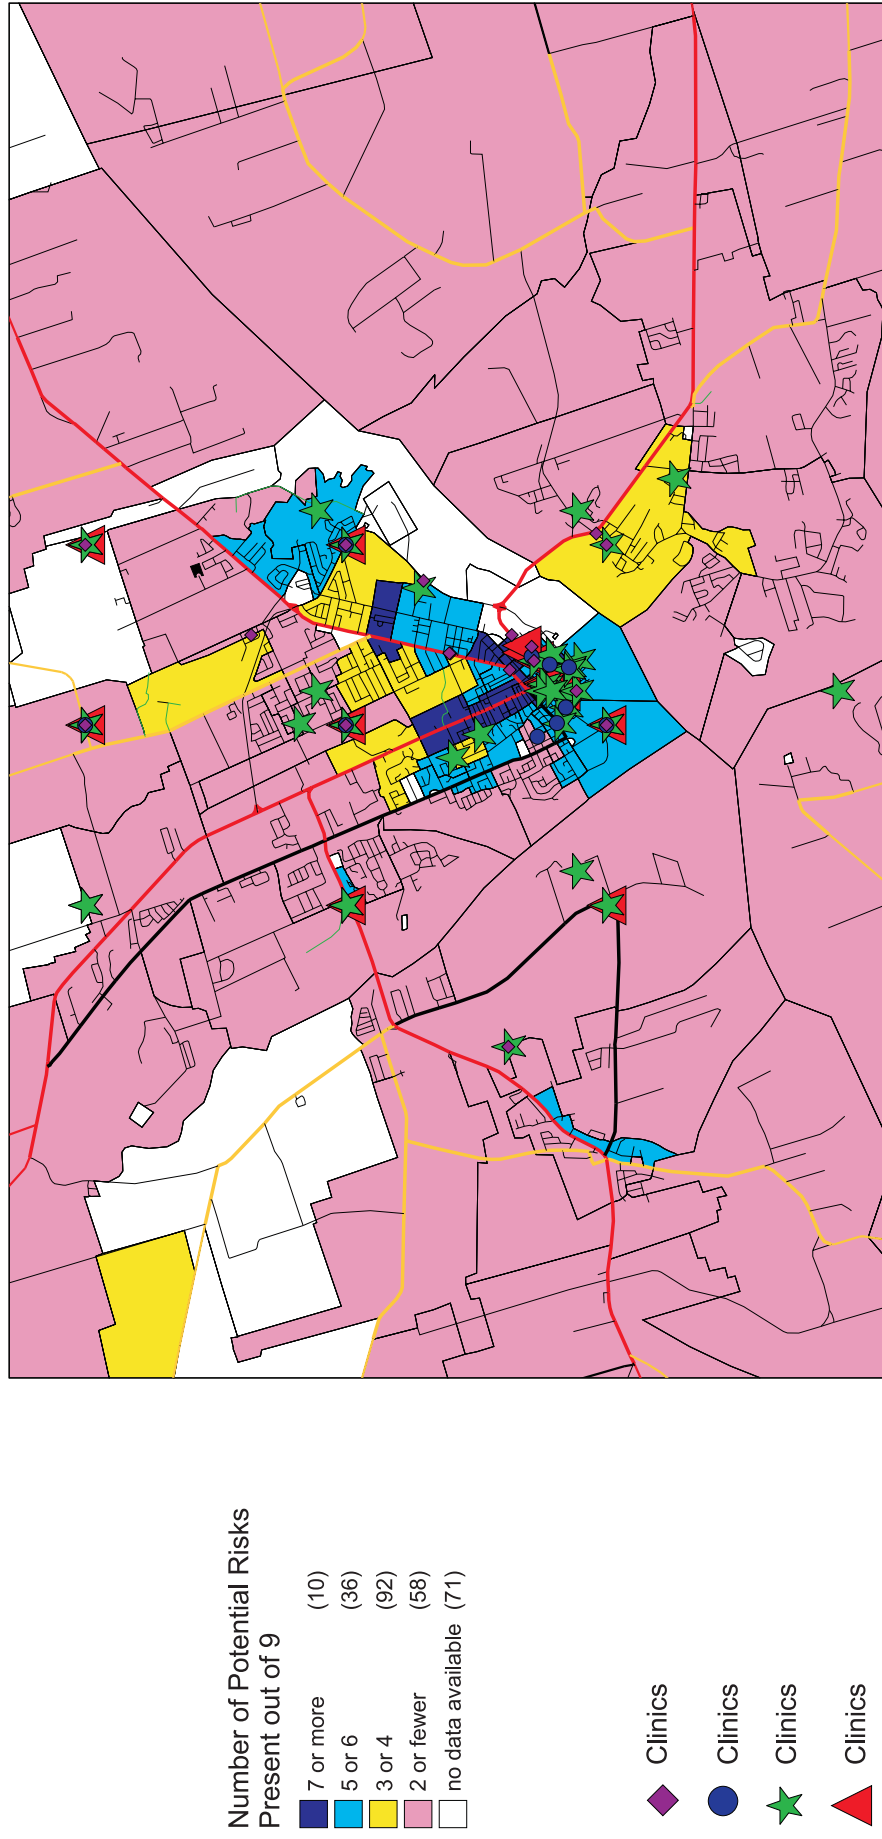 Number of Potential Risks
Present out of 9
7 or more (10)
5 or 6 (36)
3 or 4 (92)
2 or fewer (58)
no data available (71)
Clinics
Clinics
Clinics
Clinics